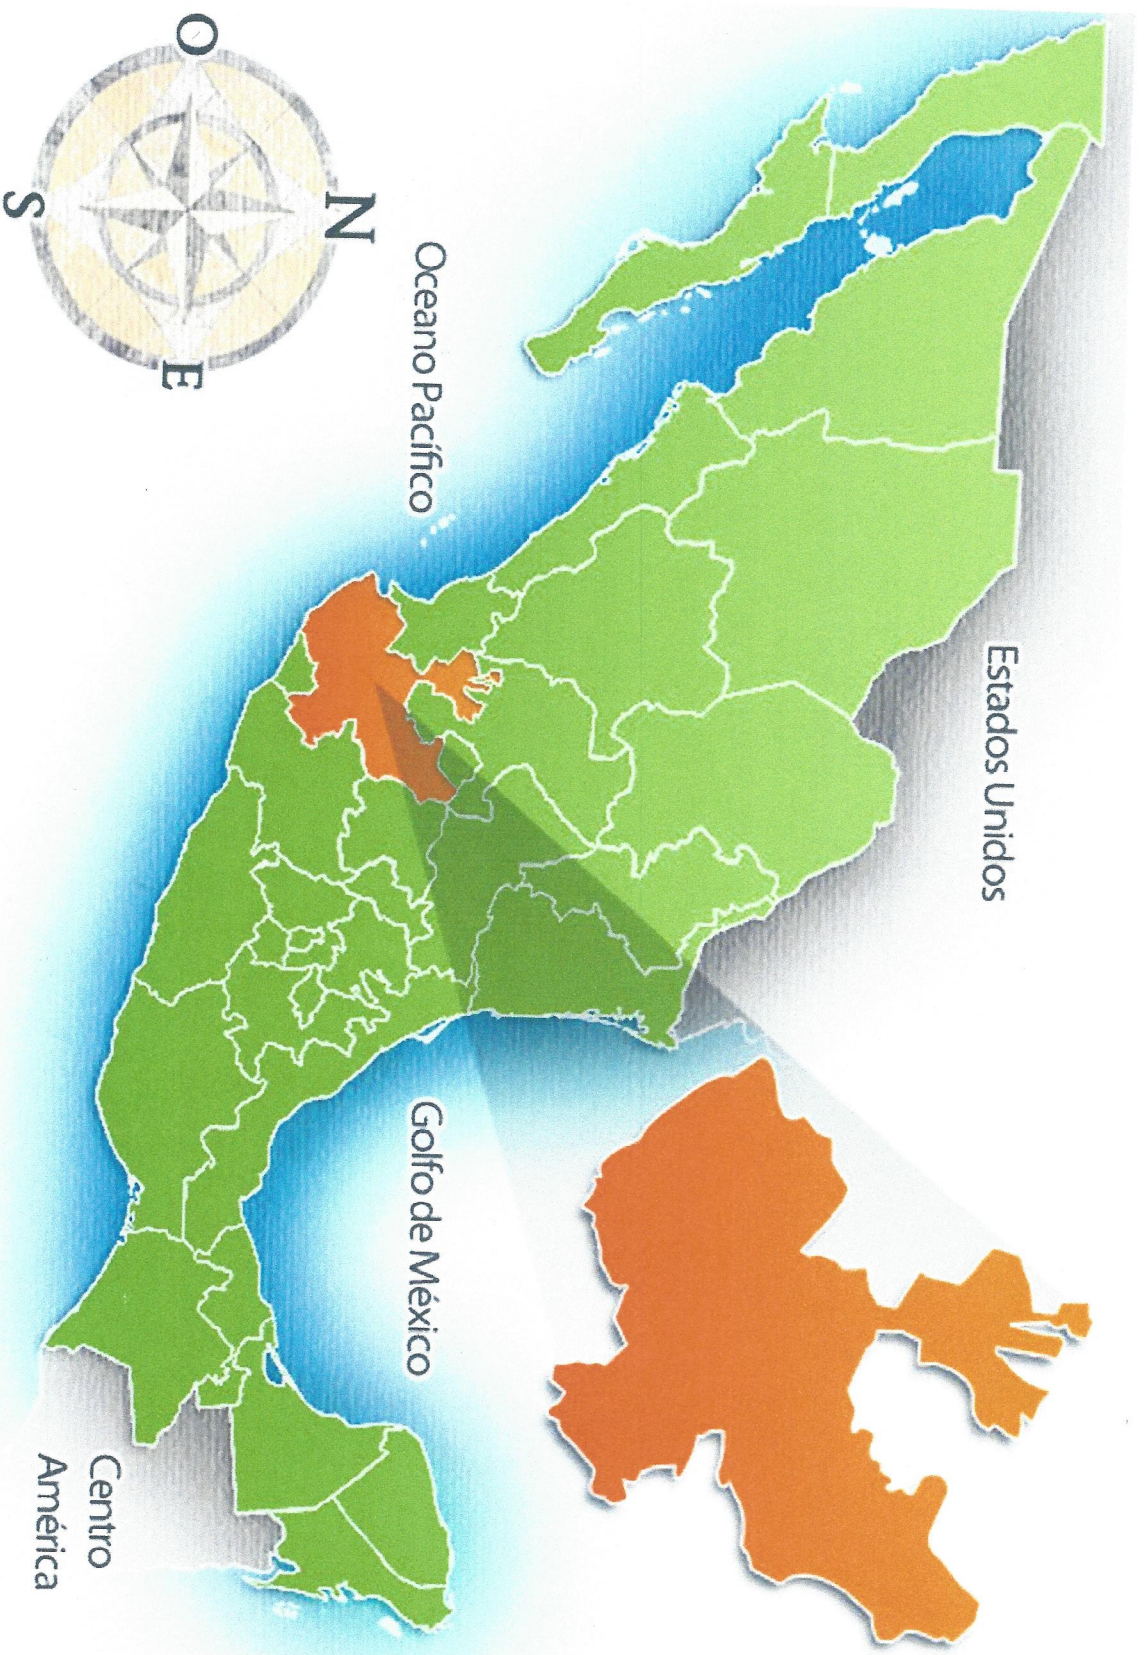 Estados Unidos
Oceano Pacífico
Golfo de México
Centro
América
N
O
E
S